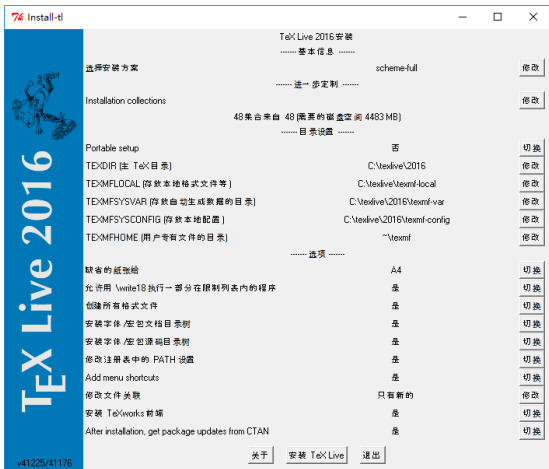 Install-tl
TeX Live 2016 安装
------- 基本信息 -------
选择安装方案 scheme-full 修改
------- 进一步定制 -------
Installation collections 修改
48集合来自 48 (需要的磁盘空间 4483 MB)
------- 目录设置 -------
Portable setup 否 切换
TEXDIR (主 TeX目录) C:\texlive\2016 修改
TEXMFLOCAL (存放本地格式文件等) C:\texlive\texmf-local 修改
TEXMFSYSVAR (存放自动生成数据的目录) C:\texlive\2016\texmf-var 修改
TEXMFSYSCONFIG (存放本地配置) C:\texlive\2016\texmf-config 修改
TEXMFHOME (用户专有文件的目录) ~\texmf 修改
------- 选项 -------
缺省的紙张给 A4 切换
允许用 \write18 执行一部分在限制列表内的程序 是 切换
创建所有格式文件 是 切换
安装字体/宏包文档目录树 是 切换
安装字体/宏包源码目录树 是 切换
修改注册表中的 PATH 设置 是 切换
Add menu shortcuts 是 切换
修改文件关联 只有新的 修改
安装 TeXworks 前端 是 切换
After installation, get package updates from CTAN 是 切换
关于 安装 TeX Live 退出
TEX Live 2016
v41225/41176